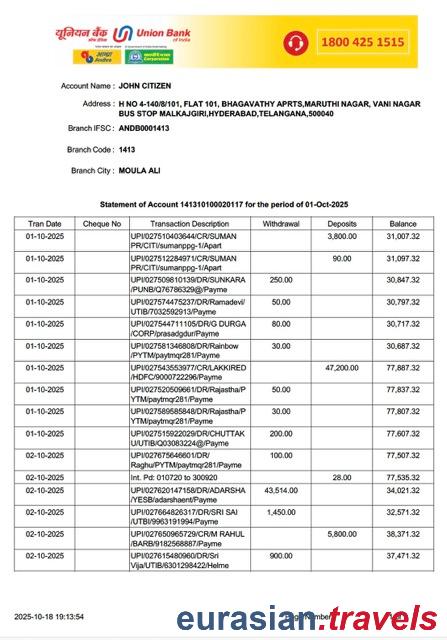 यूनियन बैंक Union Bank
of India
आन्ध्रा Andhra Corporation
1800 425 1515
Account Name : JOHN CITIZEN
Address : H NO 4-140/8/101, FLAT 101, BHAGAVATHY APRTS,MARUTHI NAGAR, VANI NAGAR
BUS STOP MALKAJGIRI,HYDERABAD,TELANGANA,500040
Branch IFSC: ANDB0001413
Branch Code : 1413
Branch City : MOULA ALI
Statement of Account 141310100020117 for the period of 01-Oct-2025
Tran Date Cheque No Transaction Description Withdrawal Deposits Balance
01-10-2025 UPI/027510403644/CR/SUMAN 3,800.00 31,007.32
PR/CITI/sumanppg-1/Apart
01-10-2025 UPI/027512284971/CR/SUMAN 90.00 31,097.32
PR/CITI/sumanppg-1/Apart
01-10-2025 UPI/027509810139/DR/SUNKARA 250.00 30,847.32
/PUNB/Q76786329@/Payme
01-10-2025 UPI/027574475237/DR/Ramadevi/ 50.00 30,797.32
UTIB/7032592913/Payme
01-10-2025 UPI/027544711105/DR/G DURGA 80.00 30,717.32
/CORP/prasadgdur/Payme
01-10-2025 UPI/027581346808/DR/Rainbow 30.00 30,687.32
/PYTM/paytmqr281/Payme
01-10-2025 UPI/027543553977/CR/LAKKIRED 47,200.00 77,887.32
/HDFC/9000722296/Payme
01-10-2025 UPI/027520509661/DR/Rajastha/P 50.00 77,837.32
YTM/paytmqr281/Payme
01-10-2025 UPI/027589585848/DR/Rajastha/P 30.00 77,807.32
YTM/paytmqr281/Payme
01-10-2025 UPI/027515922029/DR/CHUTTAK 200.00 77,607.32
U/UTIB/Q03083224@/Payme
02-10-2025 UPI/027675646601/DR/ 100.00 77,507.32
Raghu/PYTM/paytmqr281/Payme
02-10-2025 Int. Pd: 010720 to 300920 28.00 77,535.32
02-10-2025 UPI/027620147158/DR/ADARSHA 43,514.00 34,021.32
/YESB/adarshaent/Payme
02-10-2025 UPI/027664826317/DR/SRI SAI 1,450.00 32,571.32
/UTBI/9963191994/Payme
02-10-2025 UPI/027650965729/CR/M RAHUL 5,800.00 38,371.32
/BARB/9182568887/Payme
02-10-2025 UPI/027615480960/DR/Sri 900.00 37,471.32
Vija/UTIB/6301298422/Helme
2025-10-18 19:13:54
eurasian.travels